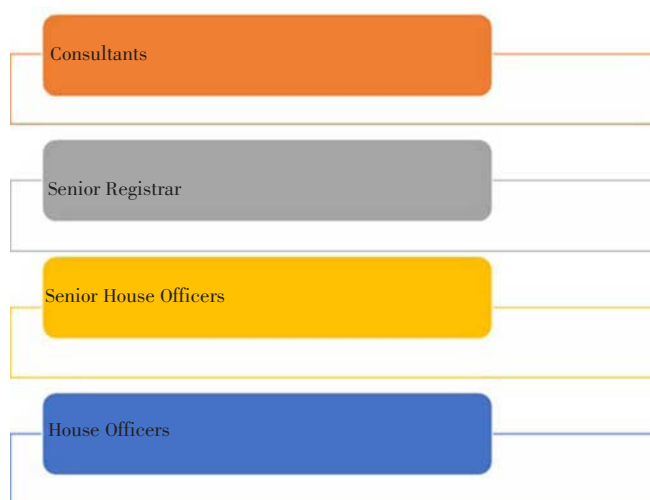 Consultants
Senior Registrar
Senior House Officers
House Officers